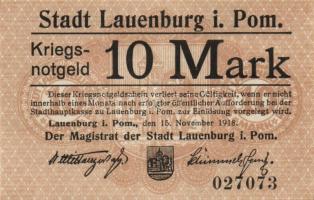 Stadt Lauenburg i. Pom.
Kriegs-
notgeld
10 Mark
Dieser Kriegsnotgeldschein verliert seine Gültigkeit, wenn er nicht
innerhalb eines Monats nach erfolgter öffentlicher Aufforderung bei der
Stadthauptkasse zu Lauenburg i. Pom. zur Einlösung vorgelegt wird.
Lauenburg i. Pom., den 15. November 1918.
Der Magistrat der Stadt Lauenburg i. Pom.
027073